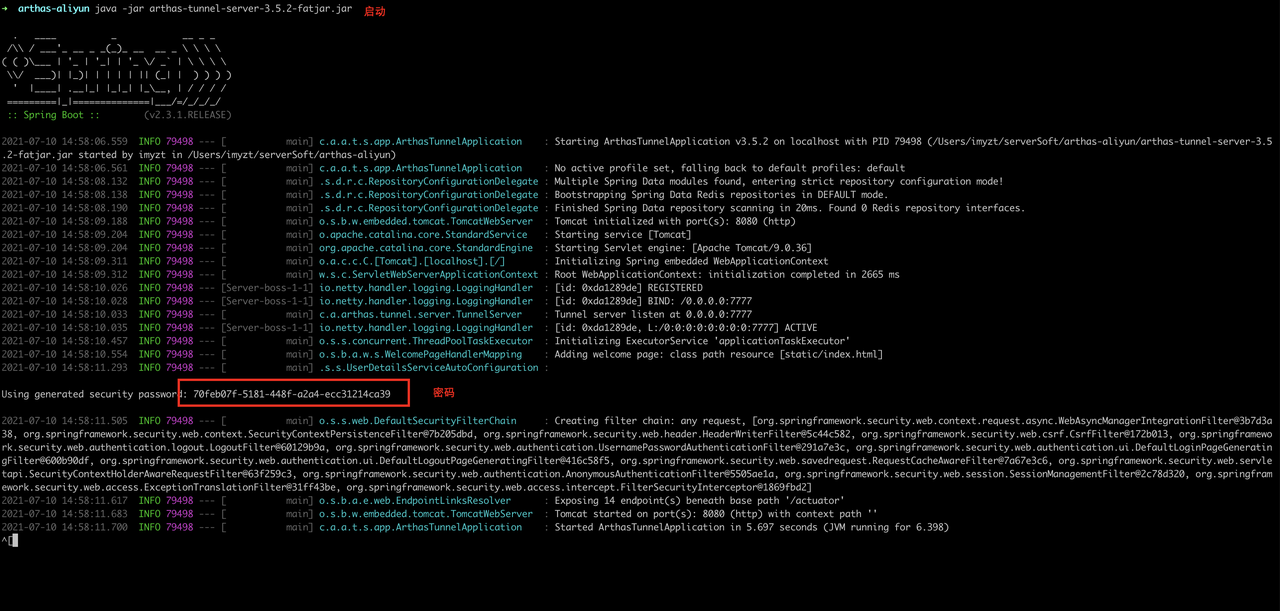 ➜  arthas-aliyun java -jar arthas-tunnel-server-3.5.2-fatjar.jar 启动
  .   ____          _            __ _ _
 /\\ / ___'_ __ _ _(_)_ __  __ _ \ \ \ \
( ( )\___ | '_ | '_| | '_ \/ _` | \ \ \ \
 \\/  ___)| |_)| | | | | || (_| |  ) ) ) )
  '  |____| .__|_| |_|_| |_\__, | / / / /
 =========|_|==============|___/=/_/_/_/
 :: Spring Boot ::        (v2.3.1.RELEASE)
2021-07-10 14:58:06.559  INFO 79498 --- [           main] c.a.a.t.s.app.ArthasTunnelApplication    : Starting ArthasTunnelApplication v3.5.2 on localhost with PID 79498 (/Users/imyzt/serverSoft/arthas-aliyun/arthas-tunnel-server-3.5
.2-fatjar.jar started by imyzt in /Users/imyzt/serverSoft/arthas-aliyun)
2021-07-10 14:58:06.561  INFO 79498 --- [           main] c.a.a.t.s.app.ArthasTunnelApplication    : No active profile set, falling back to default profiles: default
2021-07-10 14:58:08.132  INFO 79498 --- [           main] .s.d.r.c.RepositoryConfigurationDelegate : Multiple Spring Data modules found, entering strict repository configuration mode!
2021-07-10 14:58:08.138  INFO 79498 --- [           main] .s.d.r.c.RepositoryConfigurationDelegate : Bootstrapping Spring Data Redis repositories in DEFAULT mode.
2021-07-10 14:58:08.190  INFO 79498 --- [           main] .s.d.r.c.RepositoryConfigurationDelegate : Finished Spring Data repository scanning in 20ms. Found 0 Redis repository interfaces.
2021-07-10 14:58:09.188  INFO 79498 --- [           main] o.s.b.w.embedded.tomcat.TomcatWebServer  : Tomcat initialized with port(s): 8080 (http)
2021-07-10 14:58:09.204  INFO 79498 --- [           main] o.apache.catalina.core.StandardService   : Starting service [Tomcat]
2021-07-10 14:58:09.204  INFO 79498 --- [           main] org.apache.catalina.core.StandardEngine  : Starting Servlet engine: [Apache Tomcat/9.0.36]
2021-07-10 14:58:09.311  INFO 79498 --- [           main] o.a.c.c.C.[Tomcat].[localhost].[/]       : Initializing Spring embedded WebApplicationContext
2021-07-10 14:58:09.312  INFO 79498 --- [           main] w.s.c.ServletWebServerApplicationContext : Root WebApplicationContext: initialization completed in 2665 ms
2021-07-10 14:58:10.026  INFO 79498 --- [Server-boss-1-1] io.netty.handler.logging.LoggingHandler  : [id: 0xda1289de] REGISTERED
2021-07-10 14:58:10.028  INFO 79498 --- [Server-boss-1-1] io.netty.handler.logging.LoggingHandler  : [id: 0xda1289de] BIND: /0.0.0.0:7777
2021-07-10 14:58:10.033  INFO 79498 --- [           main] c.a.arthas.tunnel.server.TunnelServer    : Tunnel server listen at 0.0.0.0:7777
2021-07-10 14:58:10.035  INFO 79498 --- [Server-boss-1-1] io.netty.handler.logging.LoggingHandler  : [id: 0xda1289de, L:/0:0:0:0:0:0:0:0:7777] ACTIVE
2021-07-10 14:58:10.457  INFO 79498 --- [           main] o.s.s.concurrent.ThreadPoolTaskExecutor  : Initializing ExecutorService 'applicationTaskExecutor'
2021-07-10 14:58:10.554  INFO 79498 --- [           main] o.s.b.a.w.s.WelcomePageHandlerMapping    : Adding welcome page: class path resource [static/index.html]
2021-07-10 14:58:11.293  INFO 79498 --- [           main] .s.s.UserDetailsServiceAutoConfiguration :
Using generated security password: 70feb07f-5181-448f-a2a4-ecc31214ca39 密码
2021-07-10 14:58:11.505  INFO 79498 --- [           main] o.s.s.web.DefaultSecurityFilterChain     : Creating filter chain: any request, [org.springframework.security.web.context.request.async.WebAsyncManagerIntegrationFilter@3b7d3a
38, org.springframework.security.web.context.SecurityContextPersistenceFilter@7b205dbd, org.springframework.security.web.header.HeaderWriterFilter@5c44c582, org.springframework.security.web.csrf.CsrfFilter@172b013, org.springframewo
rk.security.web.authentication.logout.LogoutFilter@60129b9a, org.springframework.security.web.authentication.UsernamePasswordAuthenticationFilter@291a7e3c, org.springframework.security.web.authentication.ui.DefaultLoginPageGeneratin
gFilter@600b90df, org.springframework.security.web.authentication.ui.DefaultLogoutPageGeneratingFilter@416c58f5, org.springframework.security.web.savedrequest.RequestCacheAwareFilter@7a67e3c6, org.springframework.security.web.servle
tapi.SecurityContextHolderAwareRequestFilter@63f259c3, org.springframework.security.web.authentication.AnonymousAuthenticationFilter@5505ae1a, org.springframework.security.web.session.SessionManagementFilter@2c78d320, org.springfram
ework.security.web.access.ExceptionTranslationFilter@31ff43be, org.springframework.security.web.access.intercept.FilterSecurityInterceptor@1869fbd2]
2021-07-10 14:58:11.617  INFO 79498 --- [           main] o.s.b.a.e.web.EndpointLinksResolver      : Exposing 14 endpoint(s) beneath base path '/actuator'
2021-07-10 14:58:11.683  INFO 79498 --- [           main] o.s.b.w.embedded.tomcat.TomcatWebServer  : Tomcat started on port(s): 8080 (http) with context path ''
2021-07-10 14:58:11.700  INFO 79498 --- [           main] c.a.a.t.s.app.ArthasTunnelApplication    : Started ArthasTunnelApplication in 5.697 seconds (JVM running for 6.398)
^[